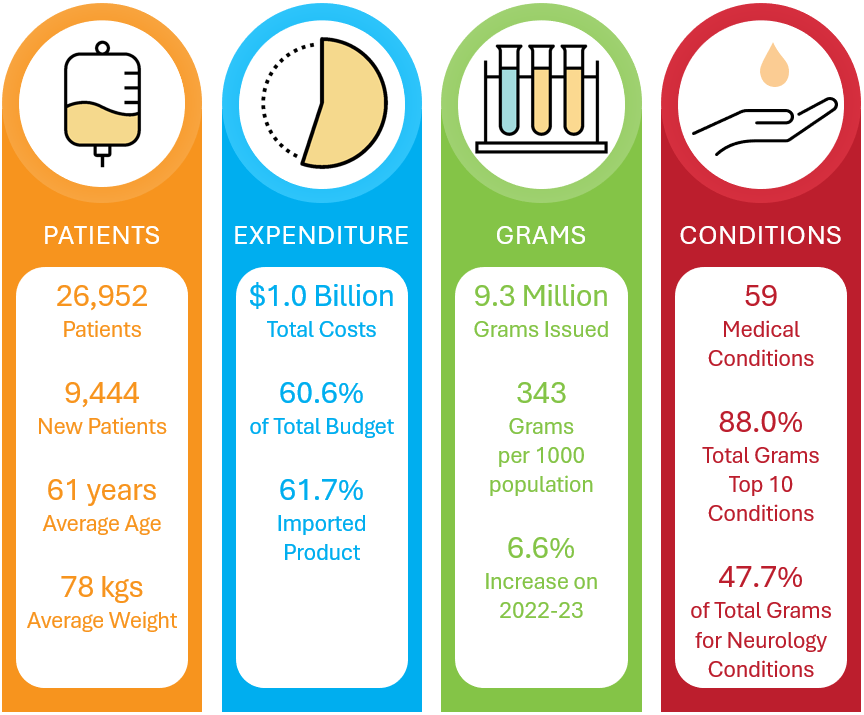 PATIENTS
26,952
Patients
9,444
New Patients
61 years
Average Age
78 kgs
Average Weight
EXPENDITURE
$1.0 Billion
Total Costs
60.6%
of Total Budget
61.7%
Imported
Product
GRAMS
9.3 Million
Grams Issued
343
Grams
per 1000
population
6.6%
Increase on
2022-23
CONDITIONS
59
Medical
Conditions
88.0%
Total Grams
Top 10
Conditions
47.7%
of Total Grams
for Neurology
Conditions